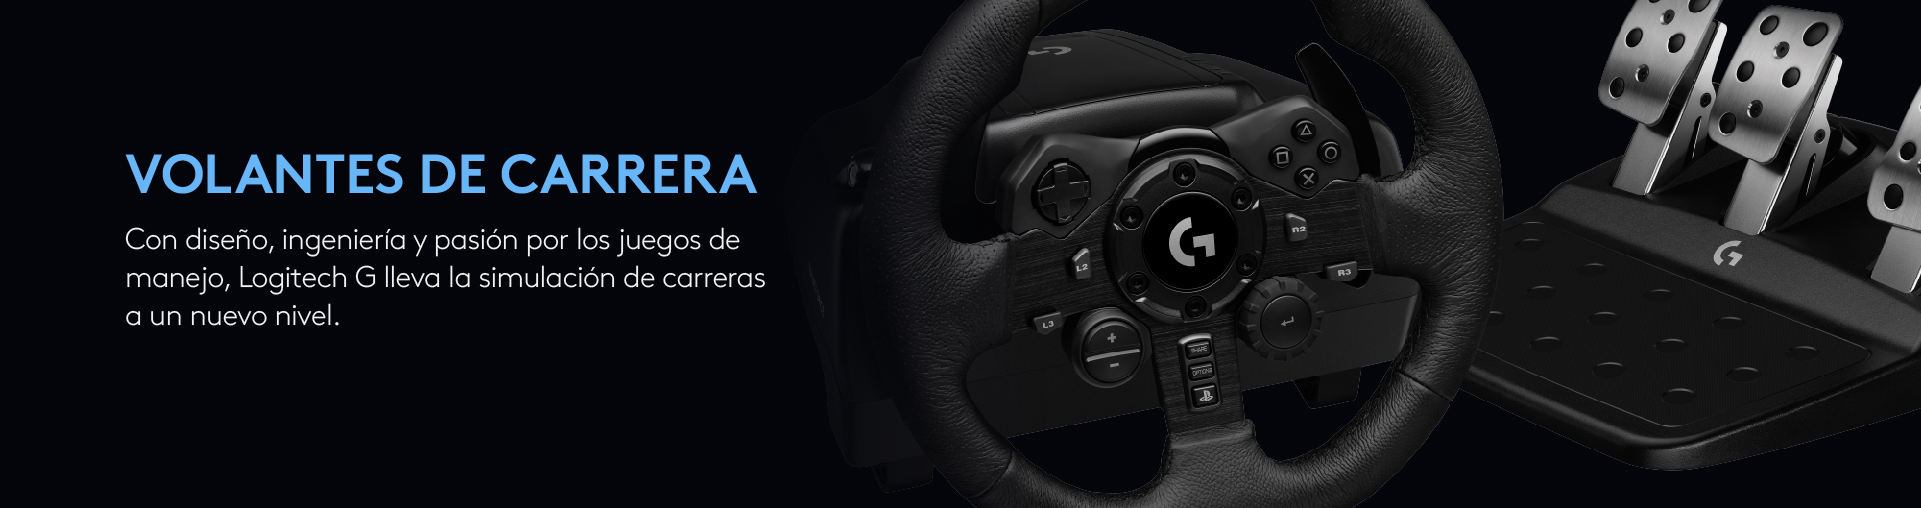 VOLANTES DE CARRERA
Con diseño, ingeniería y pasión por los juegos de
manejo, Logitech G lleva la simulación de carreras
a un nuevo nivel.
L2
R2
R3
L3
SHARE
OPTIONS